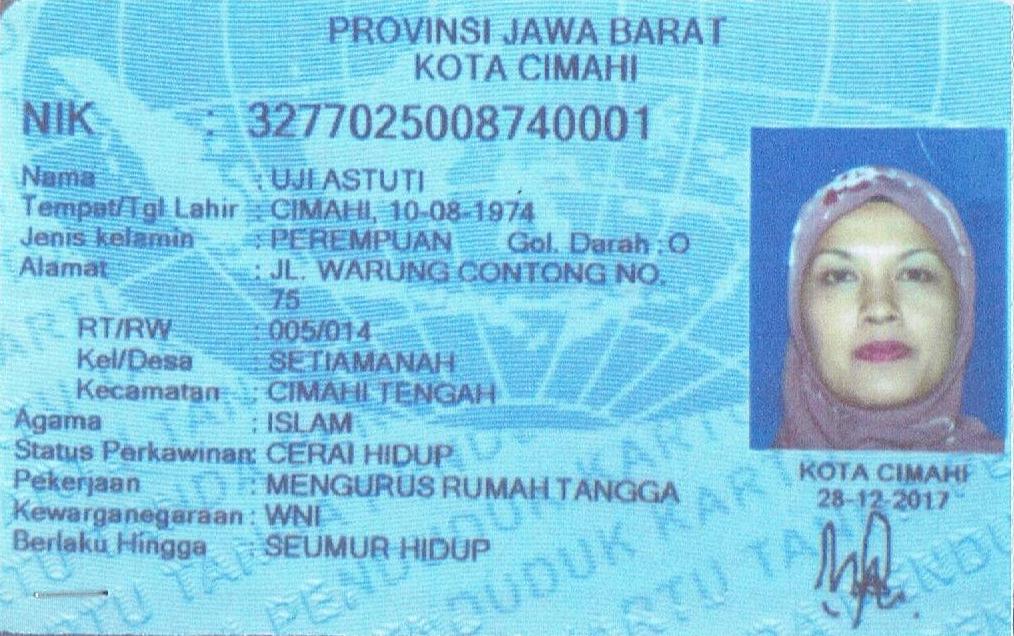 PROVINSI JAWA BARAT
KOTA CIMAHI
NIK : 3277025008740001
Nama : UJI ASTUTI
Tempat/Tgl Lahir : CIMAHI, 10-08-1974
Jenis kelamin : PEREMPUAN Gol. Darah : O
Alamat : JL. WARUNG CONTONG NO.
75
RT/RW : 005/014
Kel/Desa : SETIAMANAH
Kecamatan : CIMAHI TENGAH
Agama : ISLAM
Status Perkawinan: CERAI HIDUP
Pekerjaan : MENGURUS RUMAH TANGGA
Kewarganegaraan : WNI
Berlaku Hingga : SEUMUR HIDUP
KOTA CIMAHI
28-12-2017